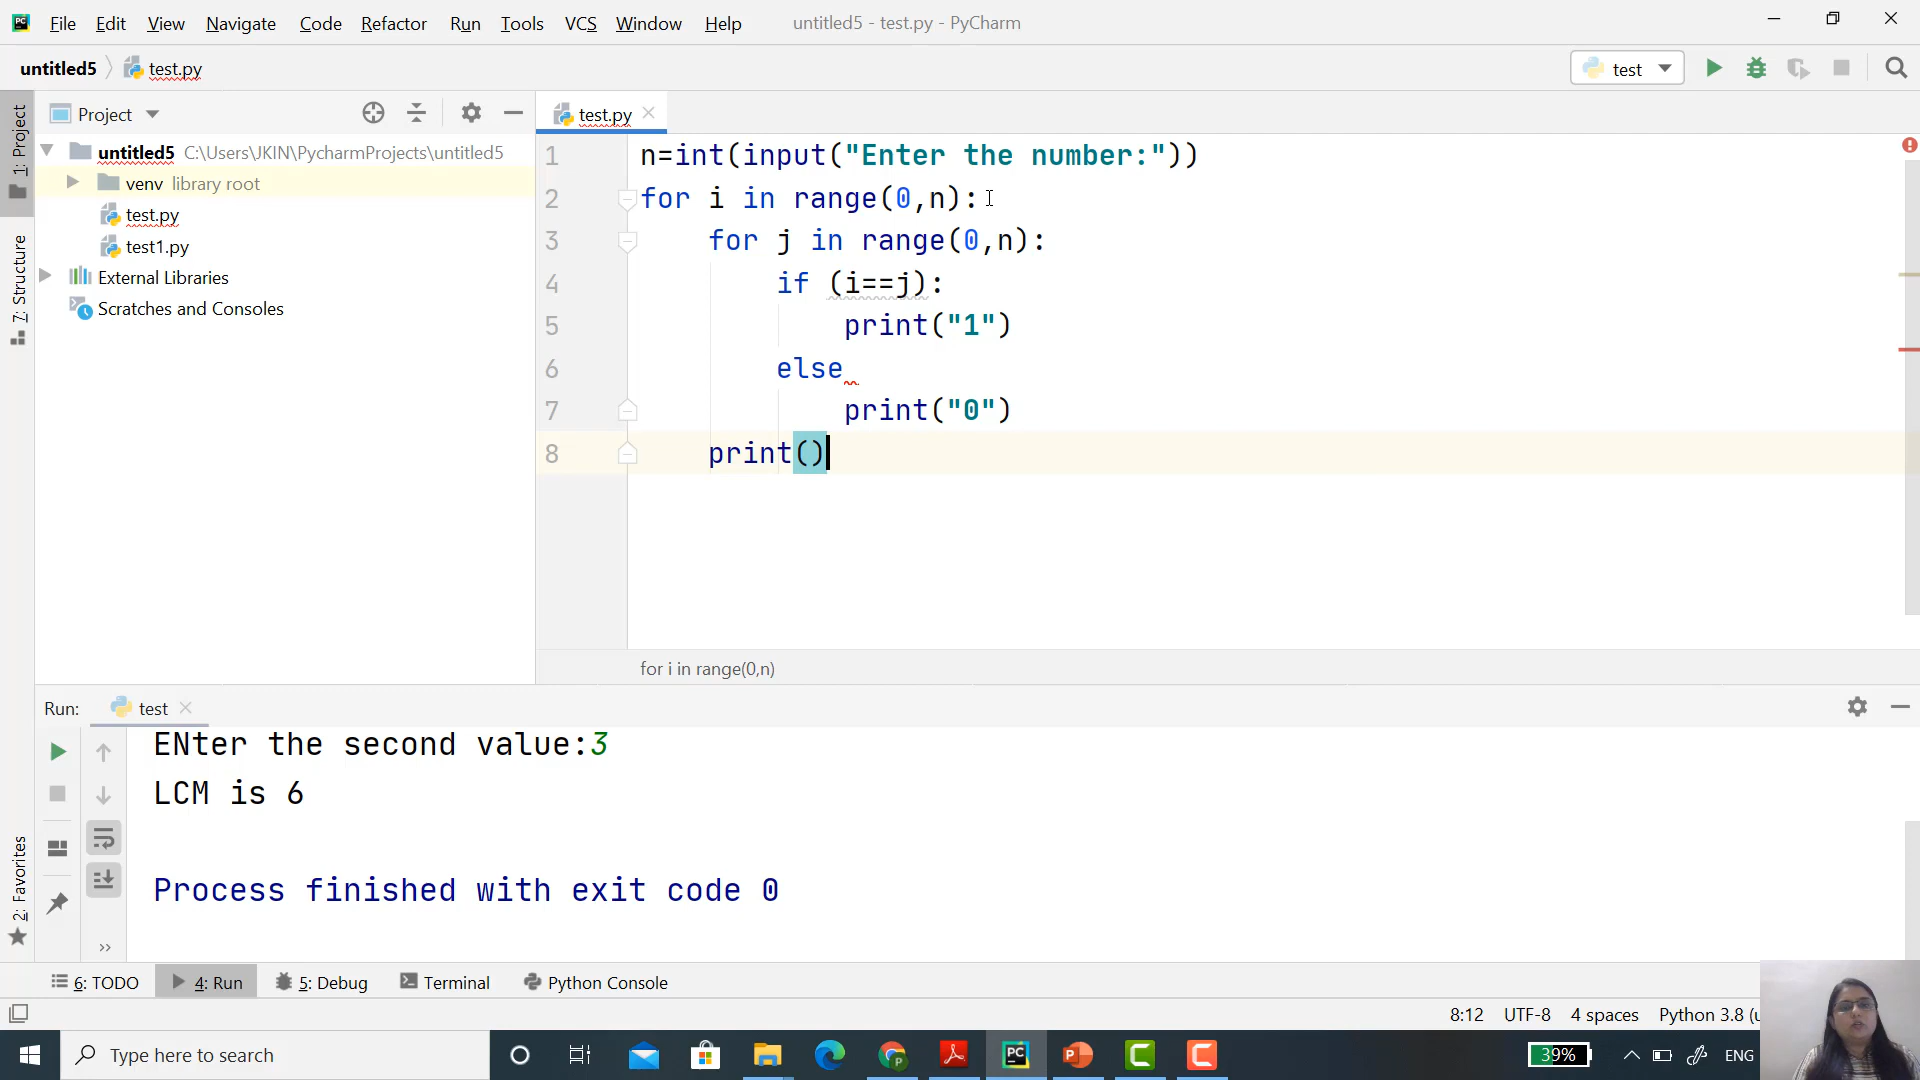 File Edit View Navigate Code Refactor Run Tools VCS Window Help untitled5 - test.py - PyCharm
untitled5 test.py test
Project
test.py
1: Project
7: Structure
2: Favorites
untitled5 C:\Users\JKIN\PycharmProjects\untitled5
venv library root
test.py
test1.py
External Libraries
Scratches and Consoles
1 n=int(input("Enter the number:"))
2 for i in range(0,n):
3 for j in range(0,n):
4 if (i==j):
5 print("1")
6 else
7 print("0")
8 print()
for i in range(0,n)
Run: test
ENter the second value:3
LCM is 6
Process finished with exit code 0
6: TODO 4: Run 5: Debug Terminal Python Console
8:12 UTF-8 4 spaces Python 3.8
Type here to search
39% ENG